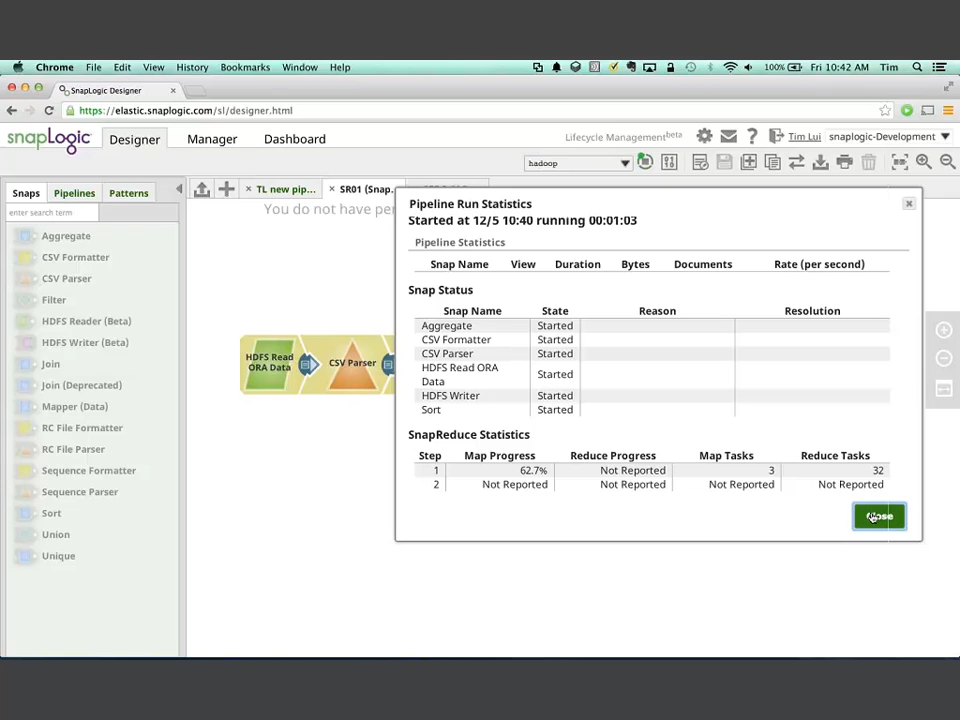 Chrome File Edit View History Bookmarks Window Help 100% Fri 10:42 AM Tim
SnapLogic Designer
https://elastic.snaplogic.com/sl/designer.html
snapLogic Designer Manager Dashboard Lifecycle Management beta Tim Lui snaplogic-Development
hadoop
Snaps Pipelines Patterns
TL new pip... SR01 (Snap.
enter search term
You do not have per
Aggregate
CSV Formatter
CSV Parser
Filter
HDFS Reader (Beta)
HDFS Writer (Beta)
Join
Join (Deprecated)
Mapper (Data)
RC File Formatter
RC File Parser
Sequence Formatter
Sequence Parser
Sort
Union
Unique
HDFS Read
ORA Data
CSV Parser
Pipeline Run Statistics
Started at 12/5 10:40 running 00:01:03
Pipeline Statistics
Snap Name View Duration Bytes Documents Rate (per second)
Snap Status
Snap Name State Reason Resolution
Aggregate Started
CSV Formatter Started
CSV Parser Started
HDFS Read ORA
Data Started
HDFS Writer Started
Sort Started
SnapReduce Statistics
Step Map Progress Reduce Progress Map Tasks Reduce Tasks
1 62.7% Not Reported 3 32
2 Not Reported Not Reported Not Reported Not Reported
Close